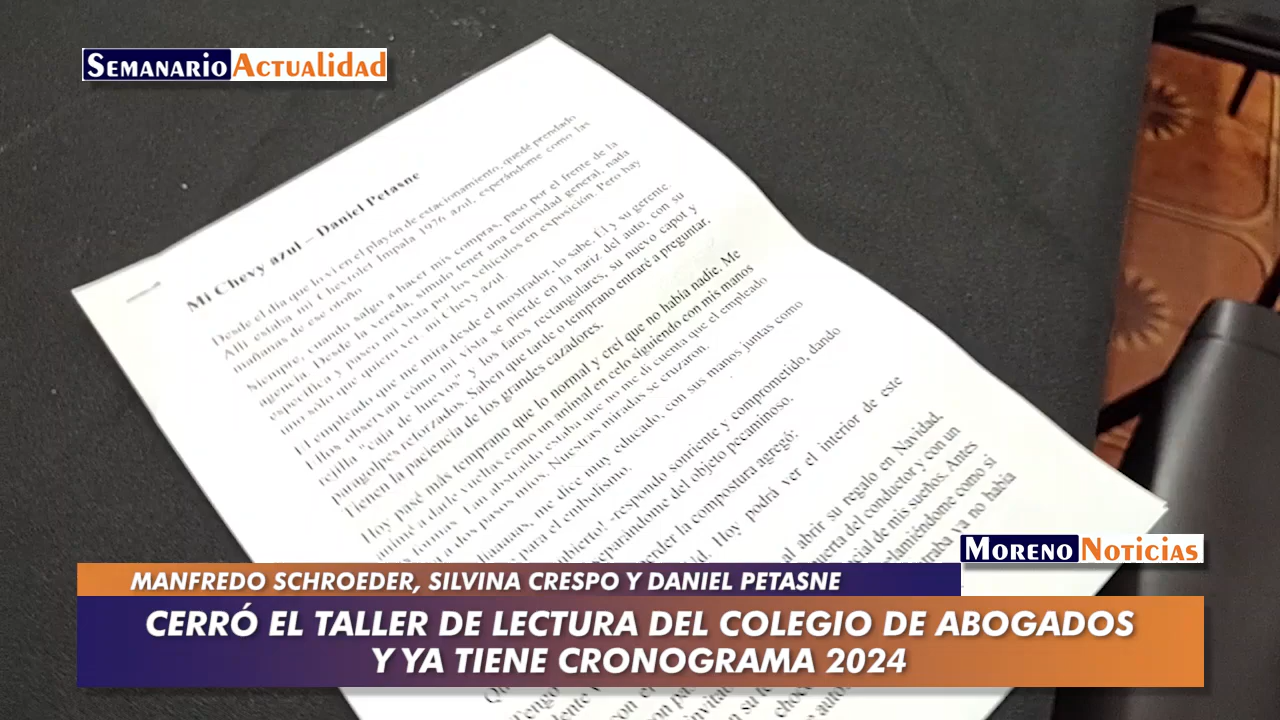 SEMANARIO ACTUALIDAD
Mi Chevy azul – Daniel Petasne
Desde el día que lo vi en el playón de estacionamiento, quedé prendado
Allí estaba mi Chevrolet Impala 1976 azul, esperándome como las
mañanas de ese otoño
Siempre, cuando salgo a hacer mis compras, paso por el frente de la
agencia. Desde la vereda, simulo tener una curiosidad general, nada
específica y paseo mi vista por los vehículos en exposición. Pero hay
uno sólo que quiero ver, mi Chevy azul.
El empleado que me mira desde el mostrador, lo sabe. Él y su gerente.
Ellos observan cómo mi vista se pierde en la nariz del auto, con su
rejilla "caja de huevos" y los faros rectangulares, su nuevo capot y
paragolpes reforzados. Saben que tarde o temprano entraré a preguntar.
Tienen la paciencia de los grandes cazadores.
Hoy pasé más temprano que lo normal y creí que no había nadie. Me
animé a darle vueltas como un animal en celo siguiendo con mis manos
formas. Tan abstraído estaba que no me di cuenta que el empleado
los pasos míos. Nuestras miradas se cruzaron.
me dice muy educado, con sus manos juntas como
para el embolismo.
-respondo sonriente y comprometido, dando
separándome del objeto pecaminoso.
perder la compostura agregó:
Hoy podrá ver el interior de este
al abrir su regalo en Navidad,
del conductor y con un
de mis sueños. Antes
como si
ya no había
MORENO NOTICIAS
MANFREDO SCHROEDER, SILVINA CRESPO Y DANIEL PETASNE
CERRÓ EL TALLER DE LECTURA DEL COLEGIO DE ABOGADOS
Y YA TIENE CRONOGRAMA 2024